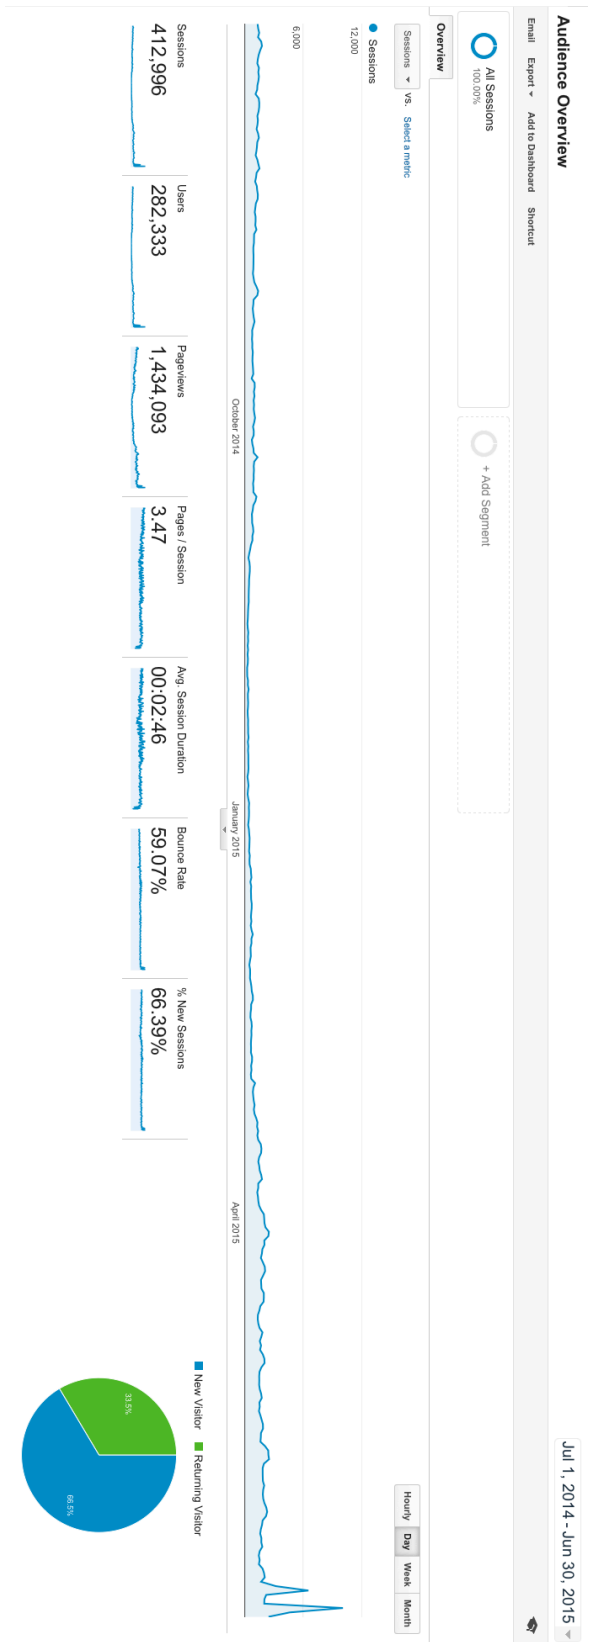 Audience Overview
Jul 1, 2014 - Jun 30, 2015
Email Export Add to Dashboard Shortcut
All Sessions
100.00%
+ Add Segment
Overview
Sessions vs. Select a metric
Hourly Day Week Month
Sessions
12,000
6,000
October 2014 January 2015 April 2015
New Visitor Returning Visitor
Sessions
412,996
Users
282,333
Pageviews
1,434,093
Pages / Session
3.47
Avg. Session Duration
00:02:46
Bounce Rate
59.07%
% New Sessions
66.39%
33.5%
66.5%